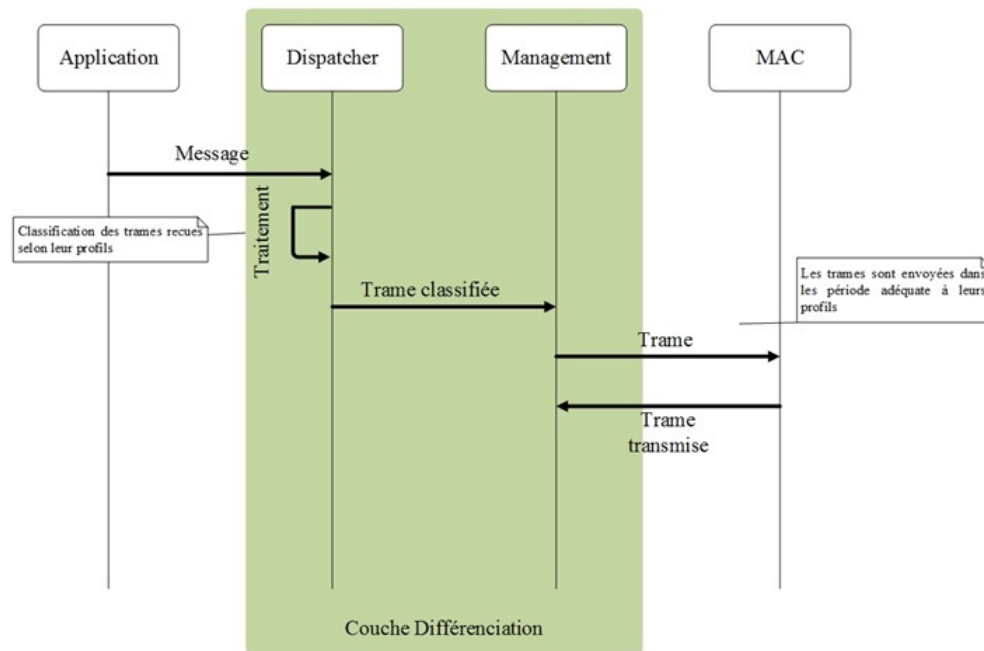 Application
Dispatcher
Management
MAC
Message
Traitement
Classification des trames recues
selon leur profils
Trame classifiée
Les trames sont envoyées dans
les période adéquate à leurs
profils
Trame
Trame
transmise
Couche Différenciation